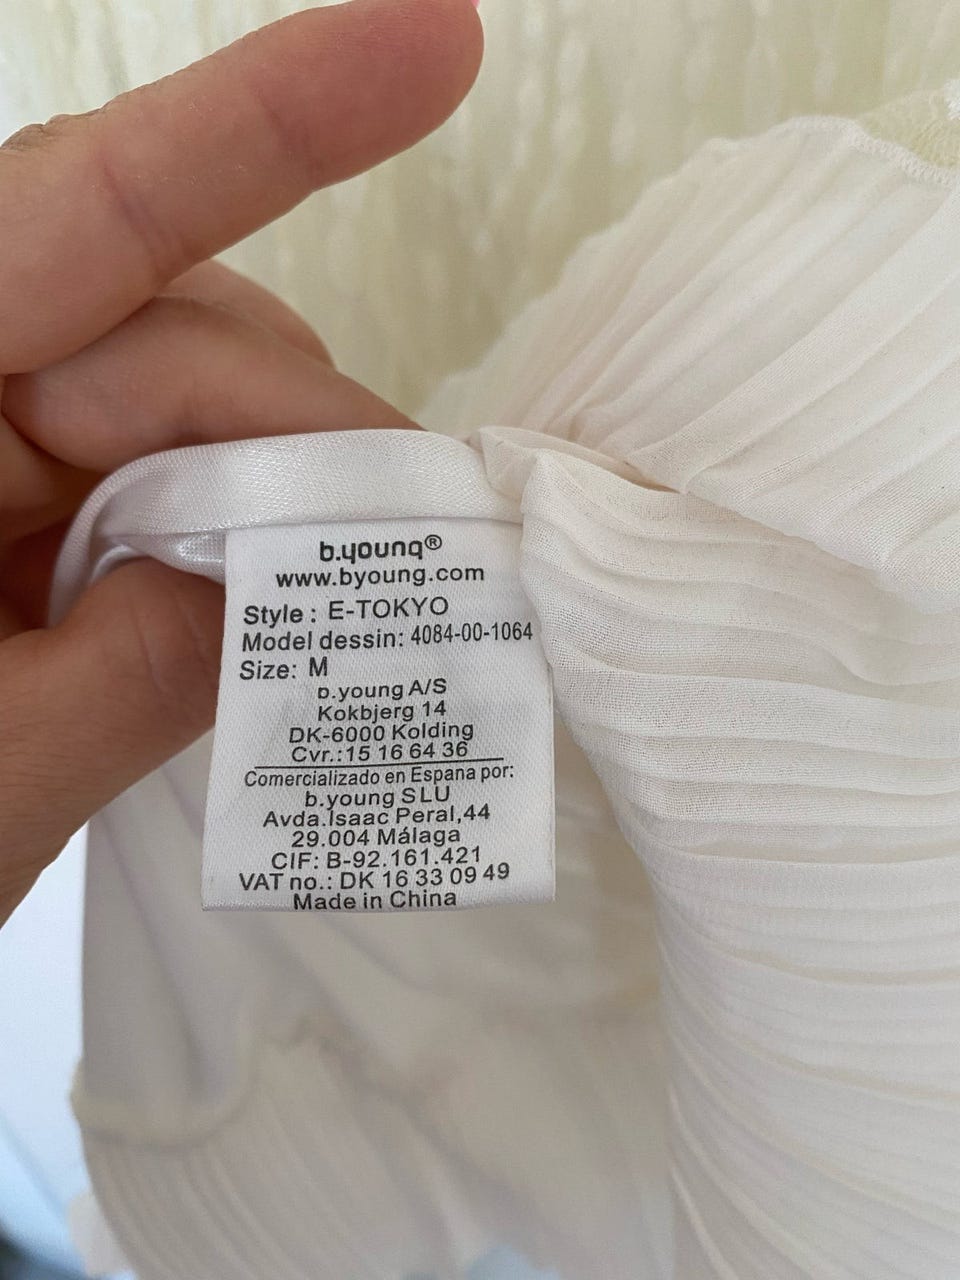 b.young®
www.byoung.com
Style : E-TOKYO
Model dessin: 4084-00-1064
Size: M
b.young A/S
Kokbjerg 14
DK-6000 Kolding
Cvr.:15 16 64 36
Comercializado en Espana por:
b.young SLU
Avda.Isaac Peral,44
29.004 Málaga
CIF: B-92.161.421
VAT no.: DK 16 33 09 49
Made in China